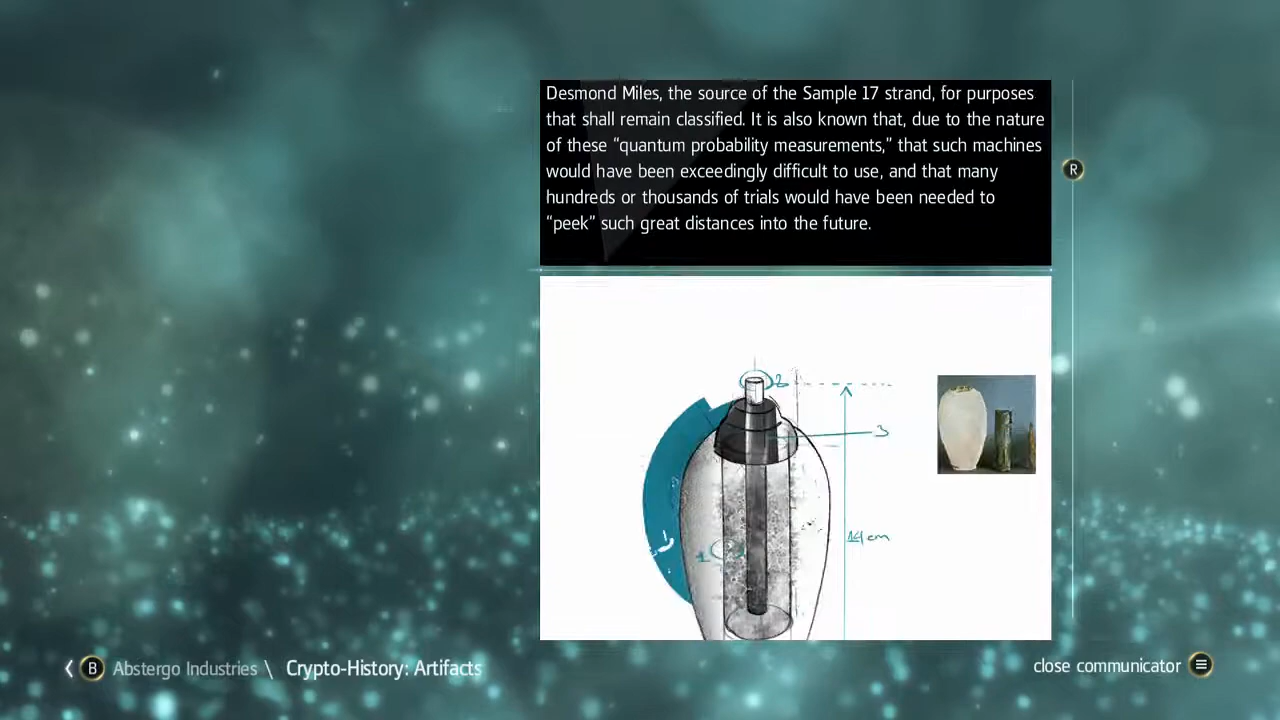 Desmond Miles, the source of the Sample 17 strand, for purposes
that shall remain classified. It is also known that, due to the nature
of these “quantum probability measurements,” that such machines
would have been exceedingly difficult to use, and that many
hundreds or thousands of trials would have been needed to
“peek” such great distances into the future.
R
2
3
14cm
1
B Abstergo Industries \ Crypto-History: Artifacts
close communicator